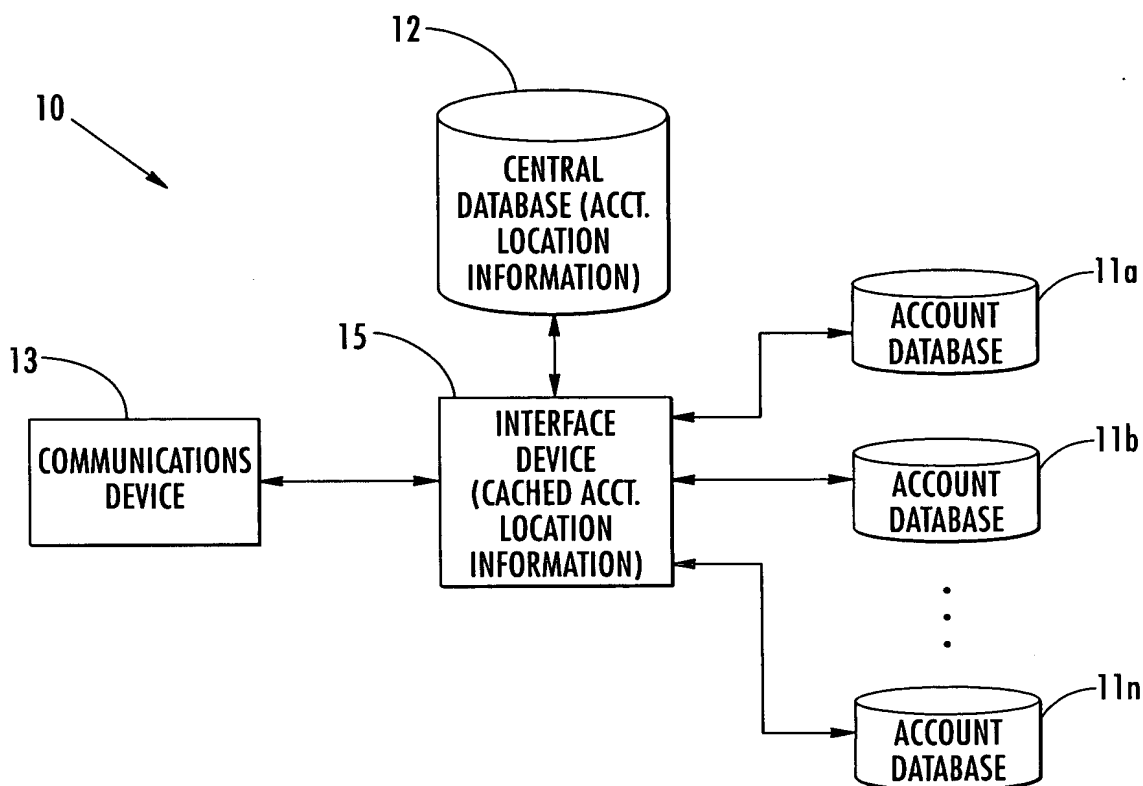 12
10
CENTRAL
DATABASE (ACCT.
LOCATION
INFORMATION)
11a
ACCOUNT
DATABASE
15
13
INTERFACE
DEVICE
(CACHED ACCT.
LOCATION
INFORMATION)
COMMUNICATIONS
DEVICE
11b
ACCOUNT
DATABASE
11n
ACCOUNT
DATABASE